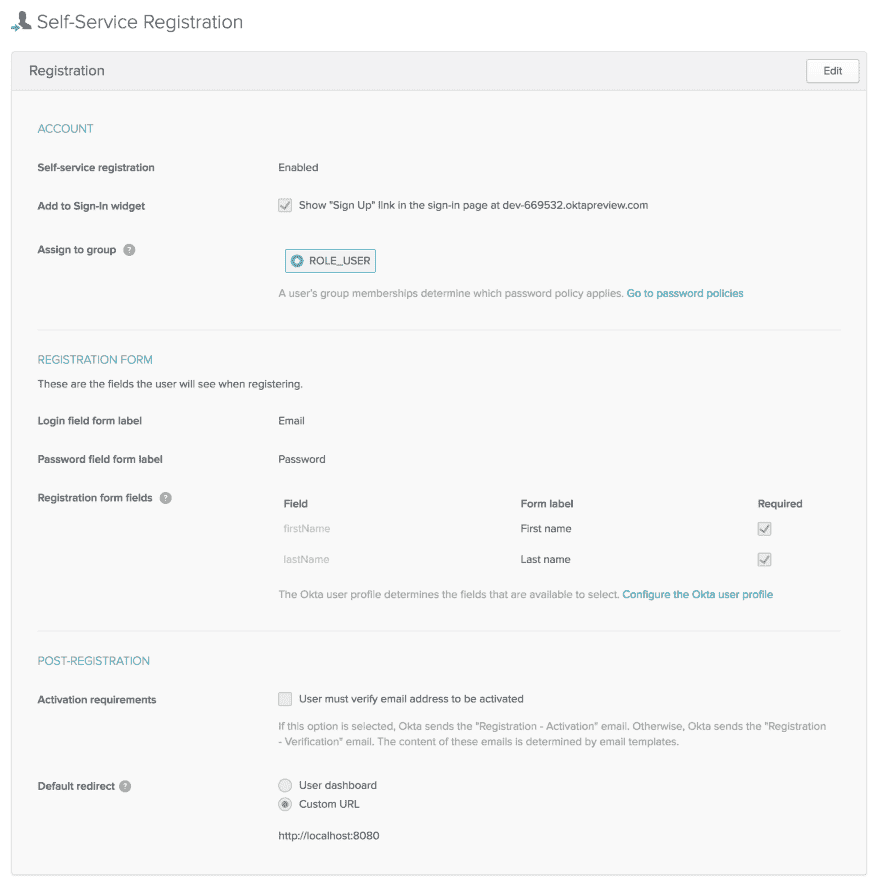 Self-Service Registration
Registration
Edit
ACCOUNT
Self-service registration
Enabled
Add to Sign-In widget
Show "Sign Up" link in the sign-in page at dev-669532.oktapreview.com
Assign to group ?
ROLE_USER
A user's group memberships determine which password policy applies. Go to password policies
REGISTRATION FORM
These are the fields the user will see when registering.
Login field form label
Email
Password field form label
Password
Registration form fields ?
Field Form label Required
firstName First name
lastName Last name
The Okta user profile determines the fields that are available to select. Configure the Okta user profile
POST-REGISTRATION
Activation requirements
User must verify email address to be activated
If this option is selected, Okta sends the "Registration - Activation" email. Otherwise, Okta sends the "Registration
- Verification" email. The content of these emails is determined by email templates.
Default redirect ?
User dashboard
Custom URL
http://localhost:8080